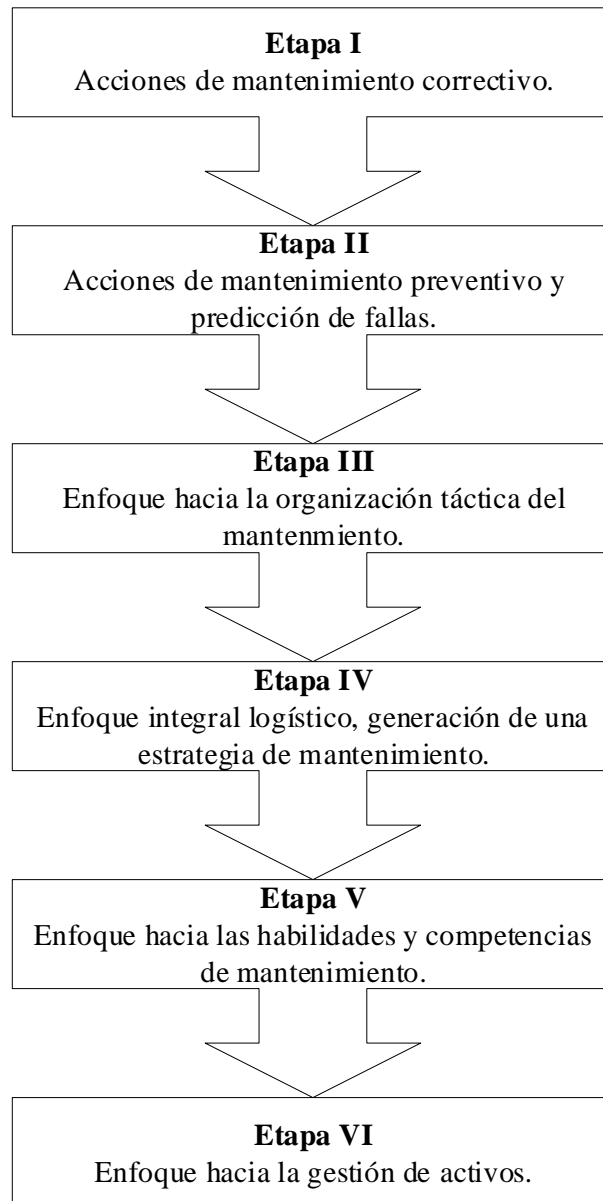 Etapa I
Acciones de mantenimiento correctivo.
Etapa II
Acciones de mantenimiento preventivo y
predicción de fallas.
Etapa III
Enfoque hacia la organización táctica del
mantenmiento.
Etapa IV
Enfoque integral logístico, generación de una
estrategia de mantenimiento.
Etapa V
Enfoque hacia las habilidades y competencias
de mantenimiento.
Etapa VI
Enfoque hacia la gestión de activos.